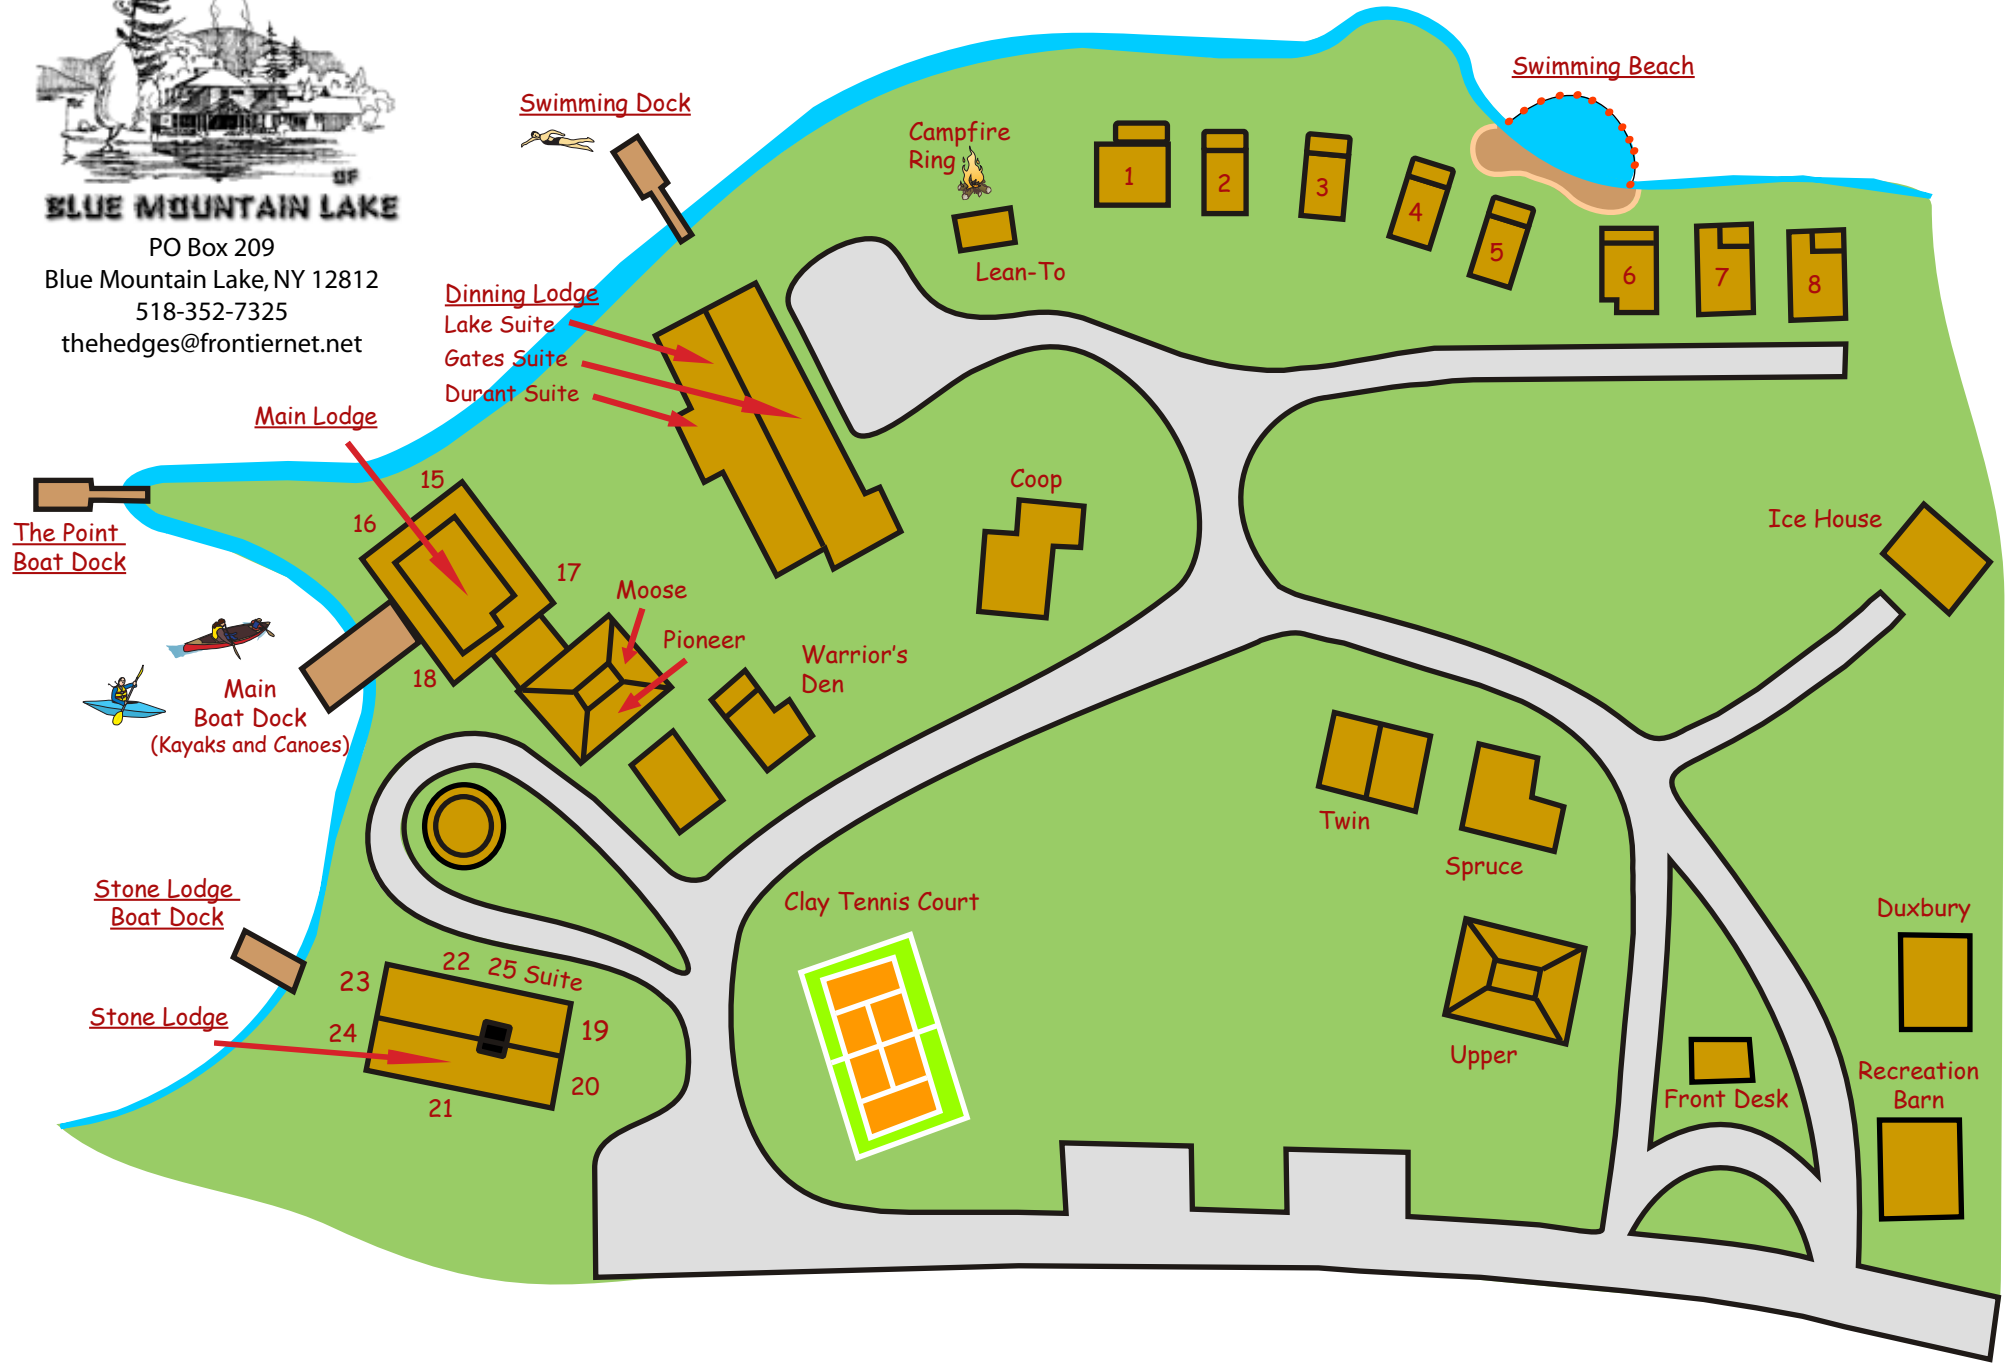 OF
BLUE MOUNTAIN LAKE
PO Box 209
Blue Mountain Lake, NY 12812
518-352-7325
thehedges@frontiernet.net
Swimming Dock
Swimming Beach
Campfire
Ring
Lean-To
1
2
3
4
5
6
7
8
Dinning Lodge
Lake Suite
Gates Suite
Durant Suite
Main Lodge
15
16
17
18
The Point
Boat Dock
Coop
Ice House
Moose
Pioneer
Warrior's
Den
Main
Boat Dock
(Kayaks and Canoes)
Twin
Spruce
Stone Lodge
Boat Dock
Clay Tennis Court
Duxbury
22
25 Suite
23
24
19
20
21
Stone Lodge
Upper
Front Desk
Recreation
Barn